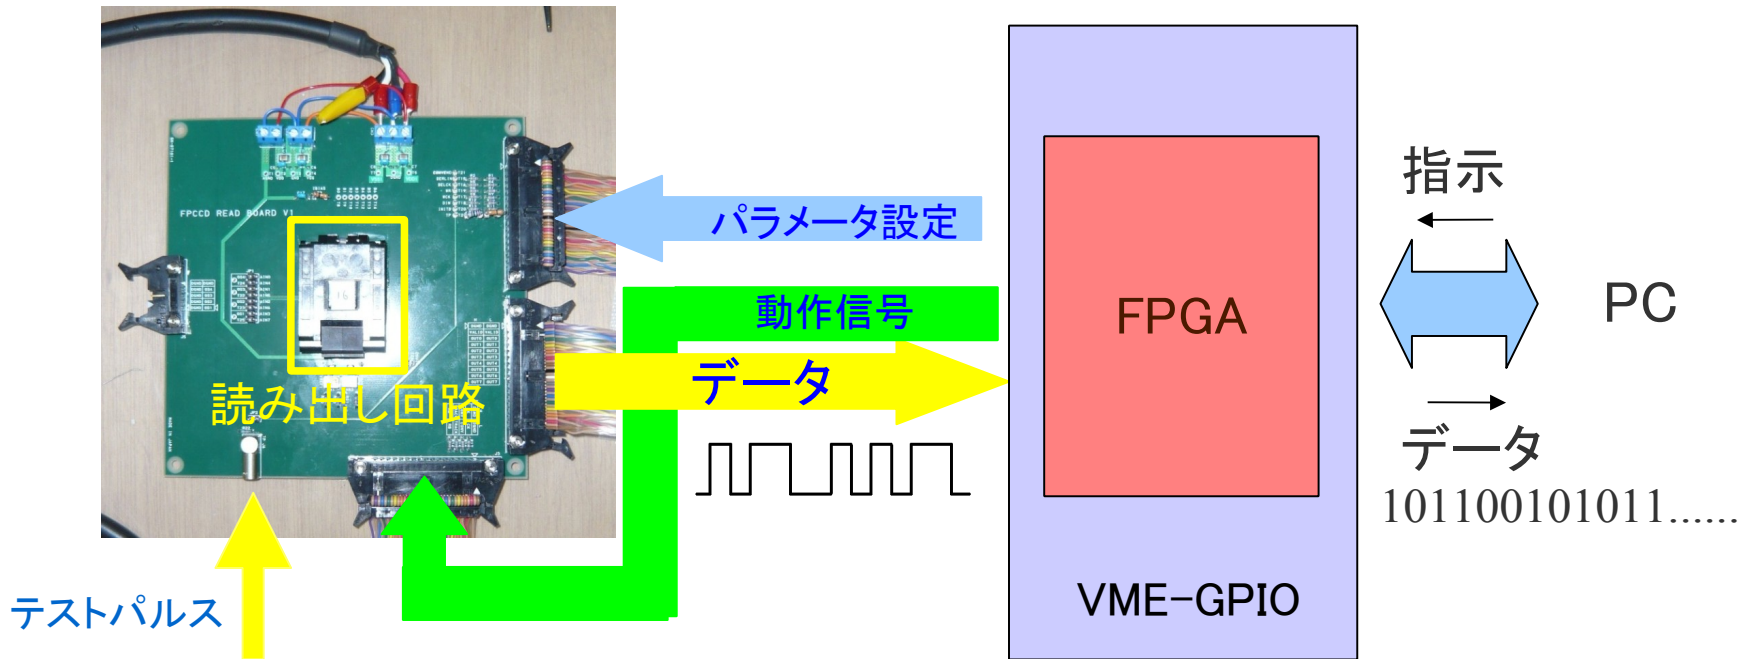 FPCCD READ BOARD V1
16
読み出し回路
テストパルス
パラメータ設定
動作信号
データ
FPGA
VME-GPIO
指示
PC
データ
101100101011......